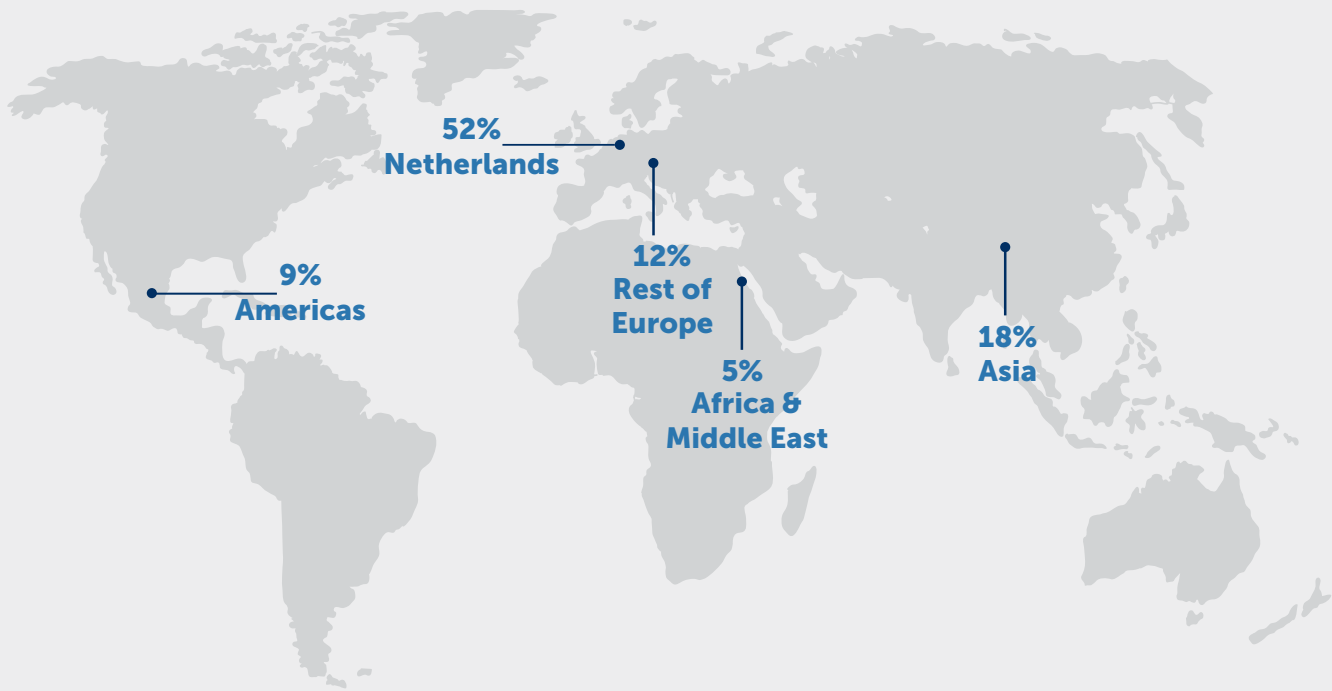 52%
Netherlands
9%
Americas
12%
Rest of
Europe
5%
Africa &
Middle East
18%
Asia